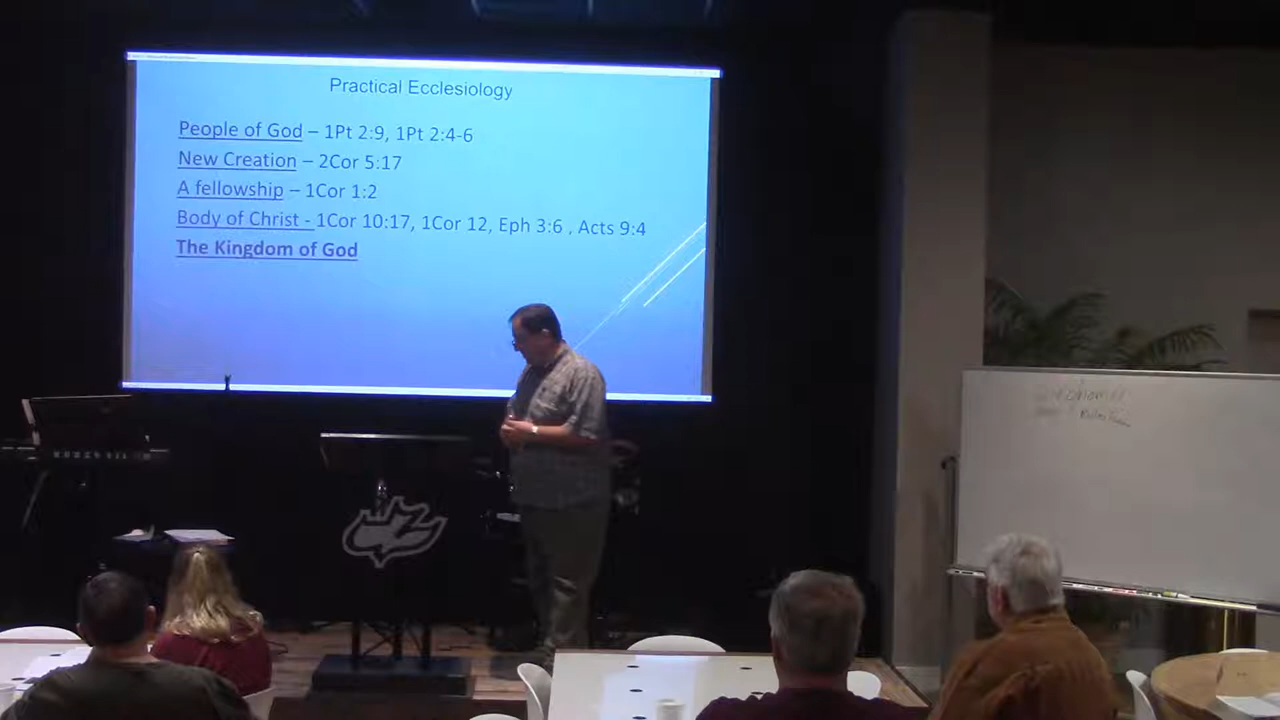 Practical Ecclesiology
People of God – 1Pt 2:9, 1Pt 2:4-6
New Creation – 2Cor 5:17
A fellowship – 1Cor 1:2
Body of Christ - 1Cor 10:17, 1Cor 12, Eph 3:6 , Acts 9:4
The Kingdom of God